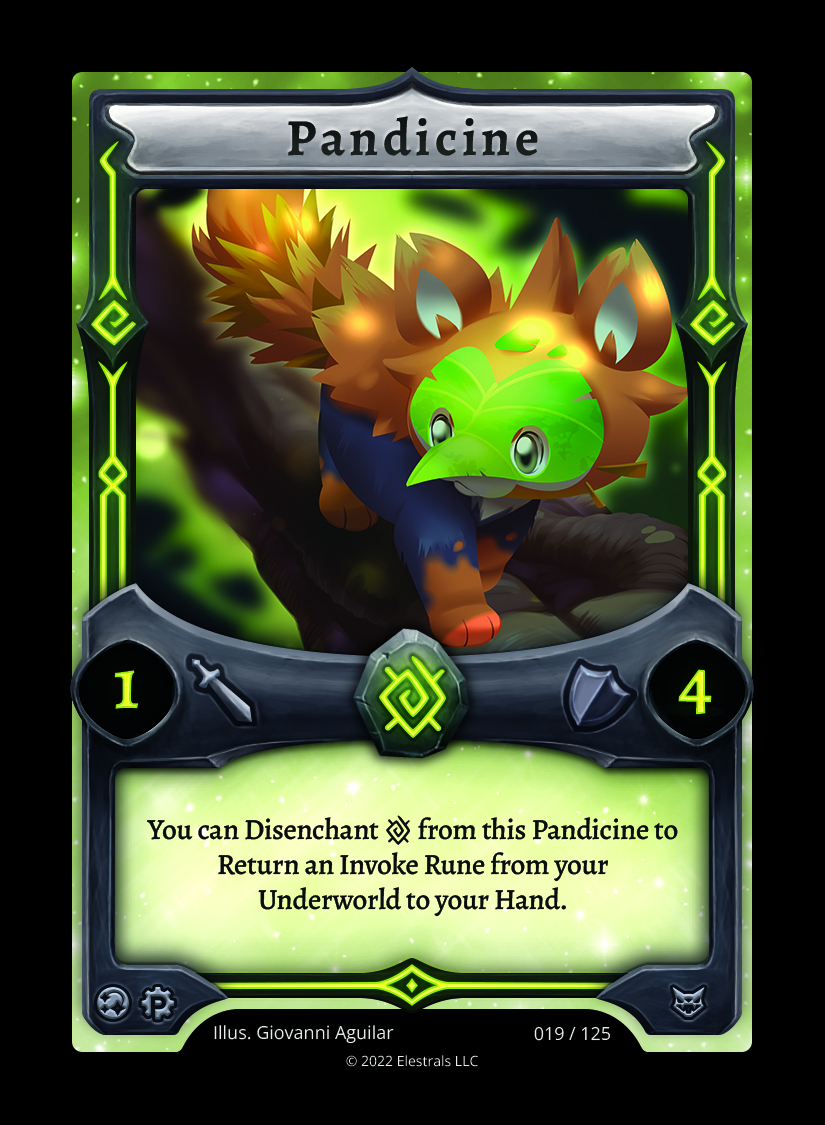 Pandicine
1
4
You can Disenchant from this Pandicine to
Return an Invoke Rune from your
Underworld to your Hand.
P
Illus. Giovanni Aguilar 019 / 125
© 2022 Elestrals LLC